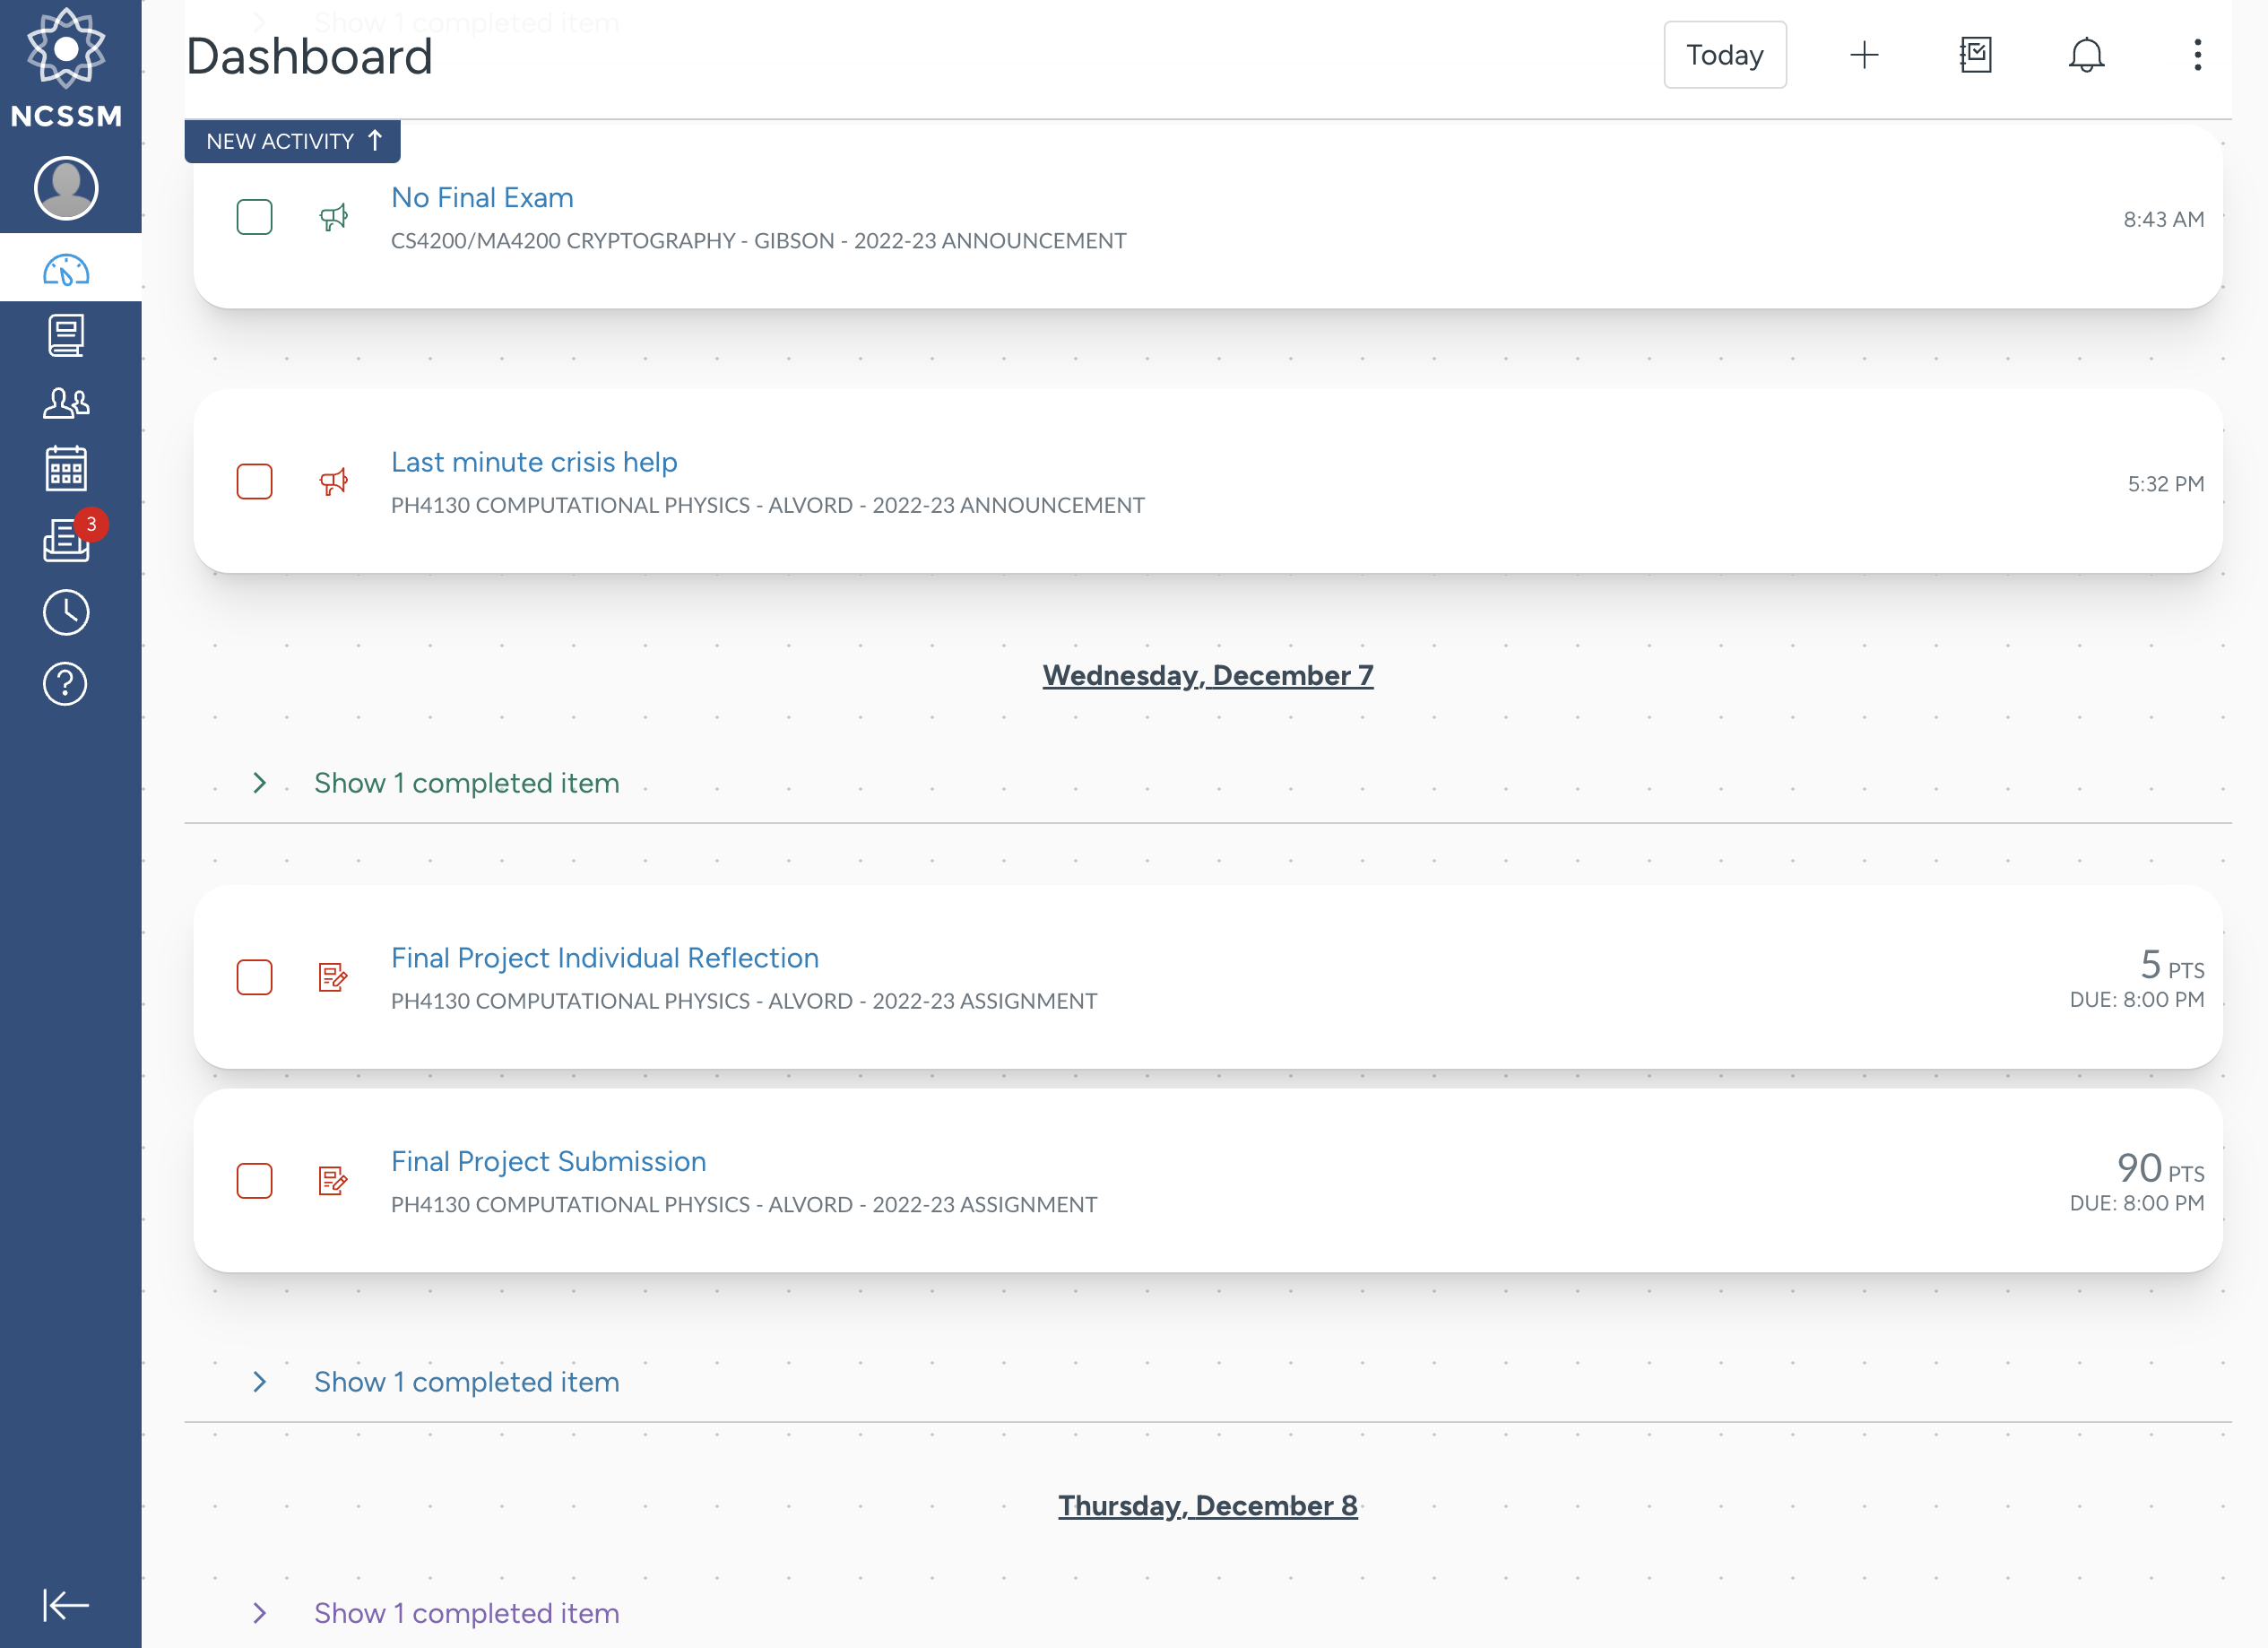 Show 1 completed item
NCSSM
Dashboard
Today
NEW ACTIVITY
No Final Exam
CS4200/MA4200 CRYPTOGRAPHY - GIBSON - 2022-23 ANNOUNCEMENT
8:43 AM
Last minute crisis help
PH4130 COMPUTATIONAL PHYSICS - ALVORD - 2022-23 ANNOUNCEMENT
5:32 PM
3
Wednesday, December 7
Show 1 completed item
Final Project Individual Reflection
PH4130 COMPUTATIONAL PHYSICS - ALVORD - 2022-23 ASSIGNMENT
5 PTS
DUE: 8:00 PM
Final Project Submission
PH4130 COMPUTATIONAL PHYSICS - ALVORD - 2022-23 ASSIGNMENT
90 PTS
DUE: 8:00 PM
Show 1 completed item
Thursday, December 8
Show 1 completed item